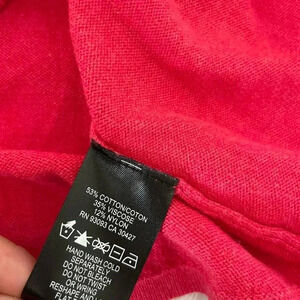 53% COTTON/COTON
35% VISCOSE
12% NYLON
RN 93093 CA 30427
HAND WASH COLD
SEPARATELY
DO NOT BLEACH
DO NOT TWIST
OR WRING
RESHAPE AND
FLAT